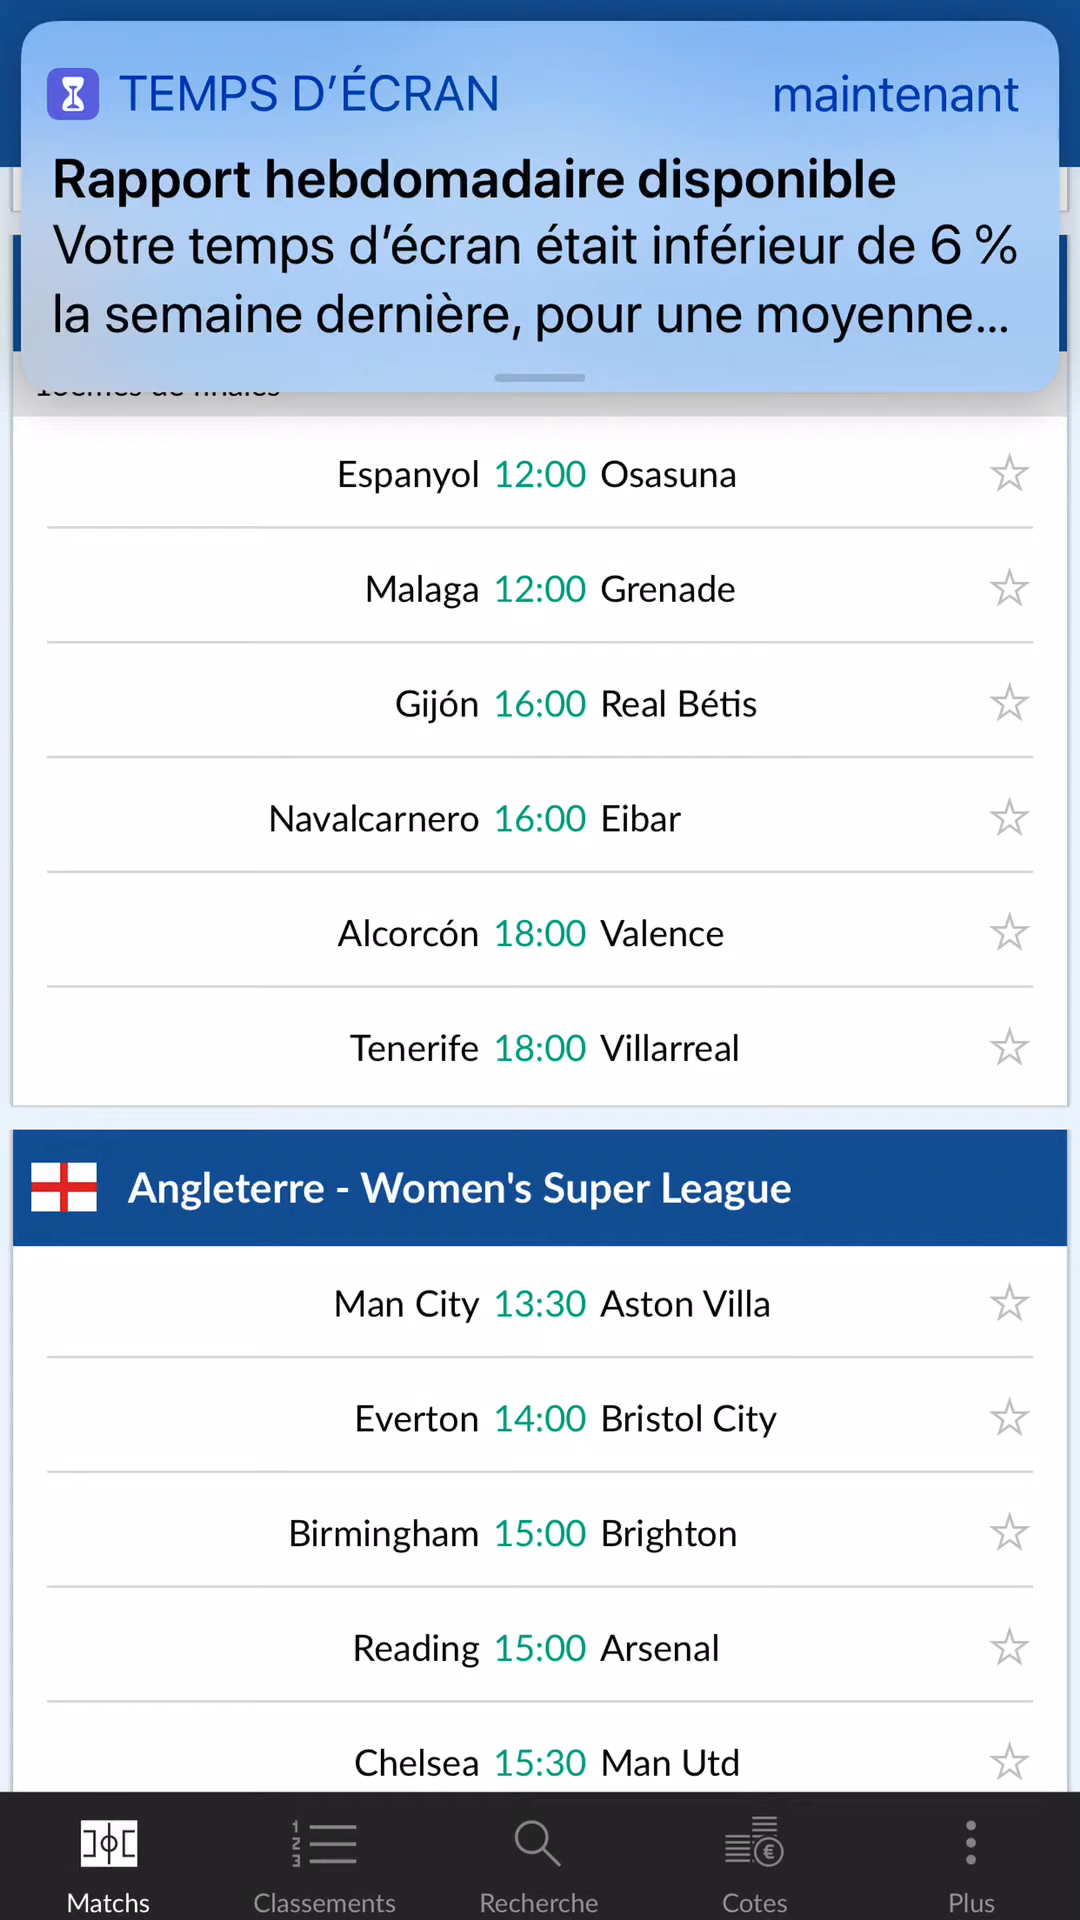 TEMPS D'ÉCRAN maintenant
Rapport hebdomadaire disponible
Votre temps d'écran était inférieur de 6 %
la semaine dernière, pour une moyenne...
Espanyol 12:00 Osasuna
Malaga 12:00 Grenade
Gijón 16:00 Real Bétis
Navalcarnero 16:00 Eibar
Alcorcón 18:00 Valence
Tenerife 18:00 Villarreal
Angleterre - Women's Super League
Man City 13:30 Aston Villa
Everton 14:00 Bristol City
Birmingham 15:00 Brighton
Reading 15:00 Arsenal
Chelsea 15:30 Man Utd
Matchs Classements Recherche Cotes Plus